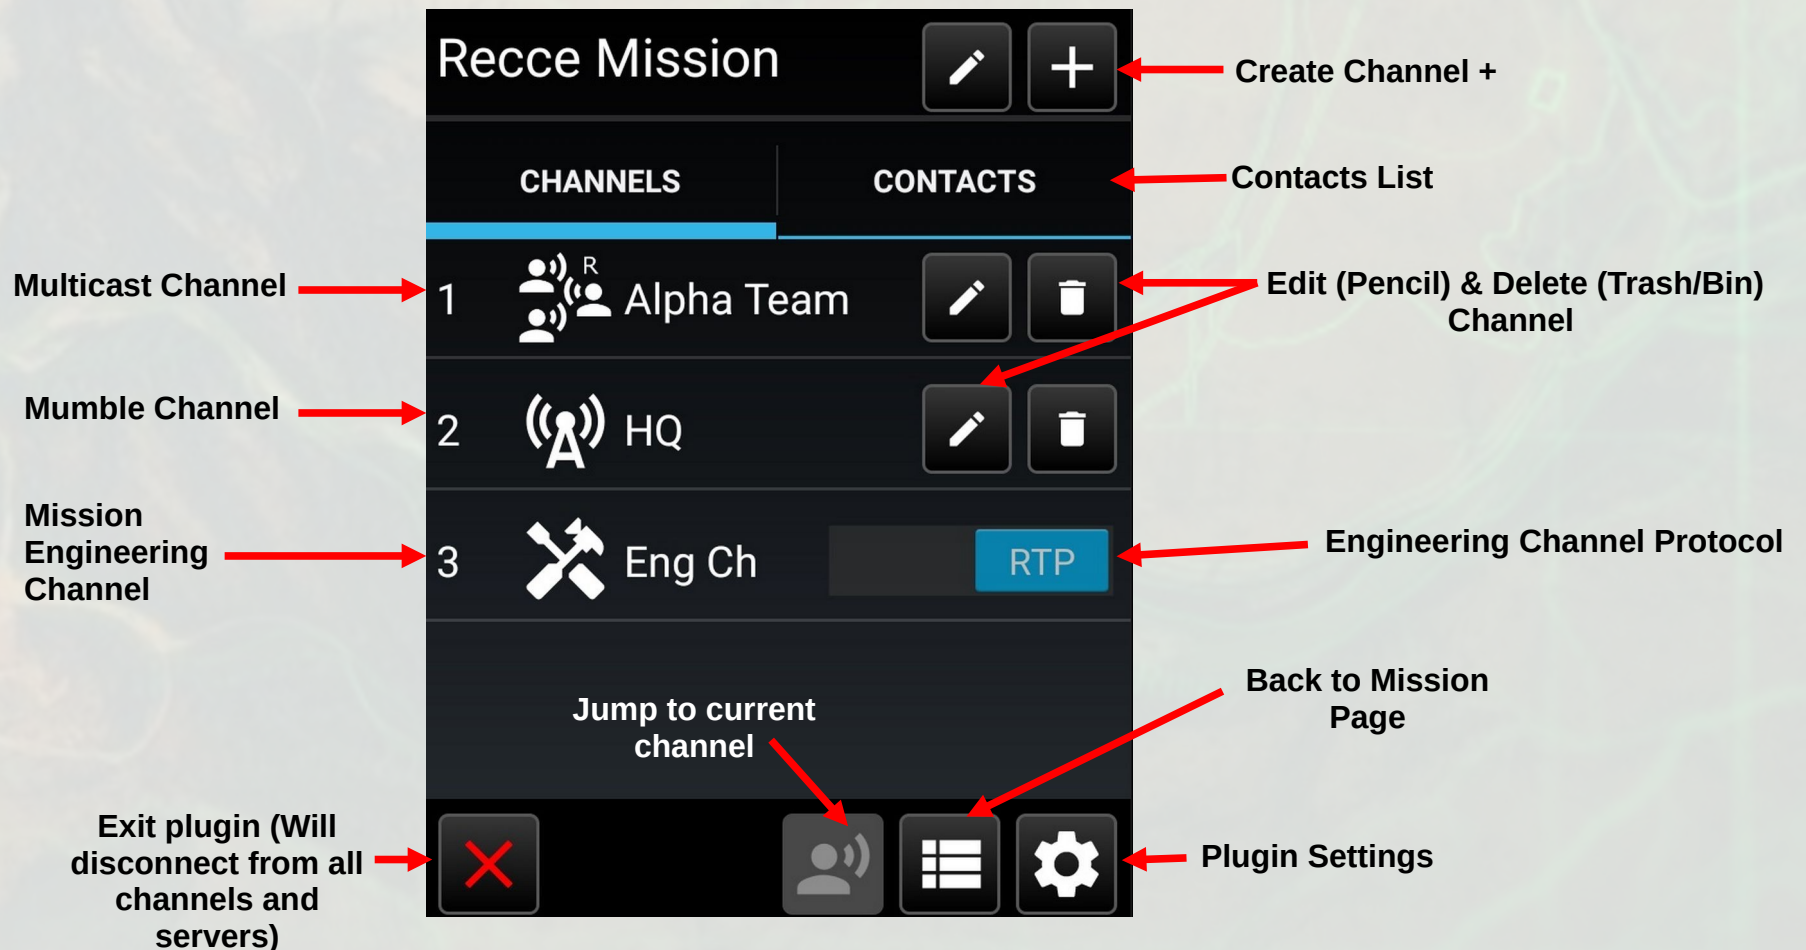 Recce Mission
Create Channel +
CHANNELS
CONTACTS
Contacts List
Multicast Channel
1
R
Alpha Team
Edit (Pencil) & Delete (Trash/Bin)
Channel
Mumble Channel
2
HQ
Mission
Engineering
Channel
3
Eng Ch
RTP
Engineering Channel Protocol
Jump to current
channel
Back to Mission
Page
Exit plugin (Will
disconnect from all
channels and
servers)
Plugin Settings